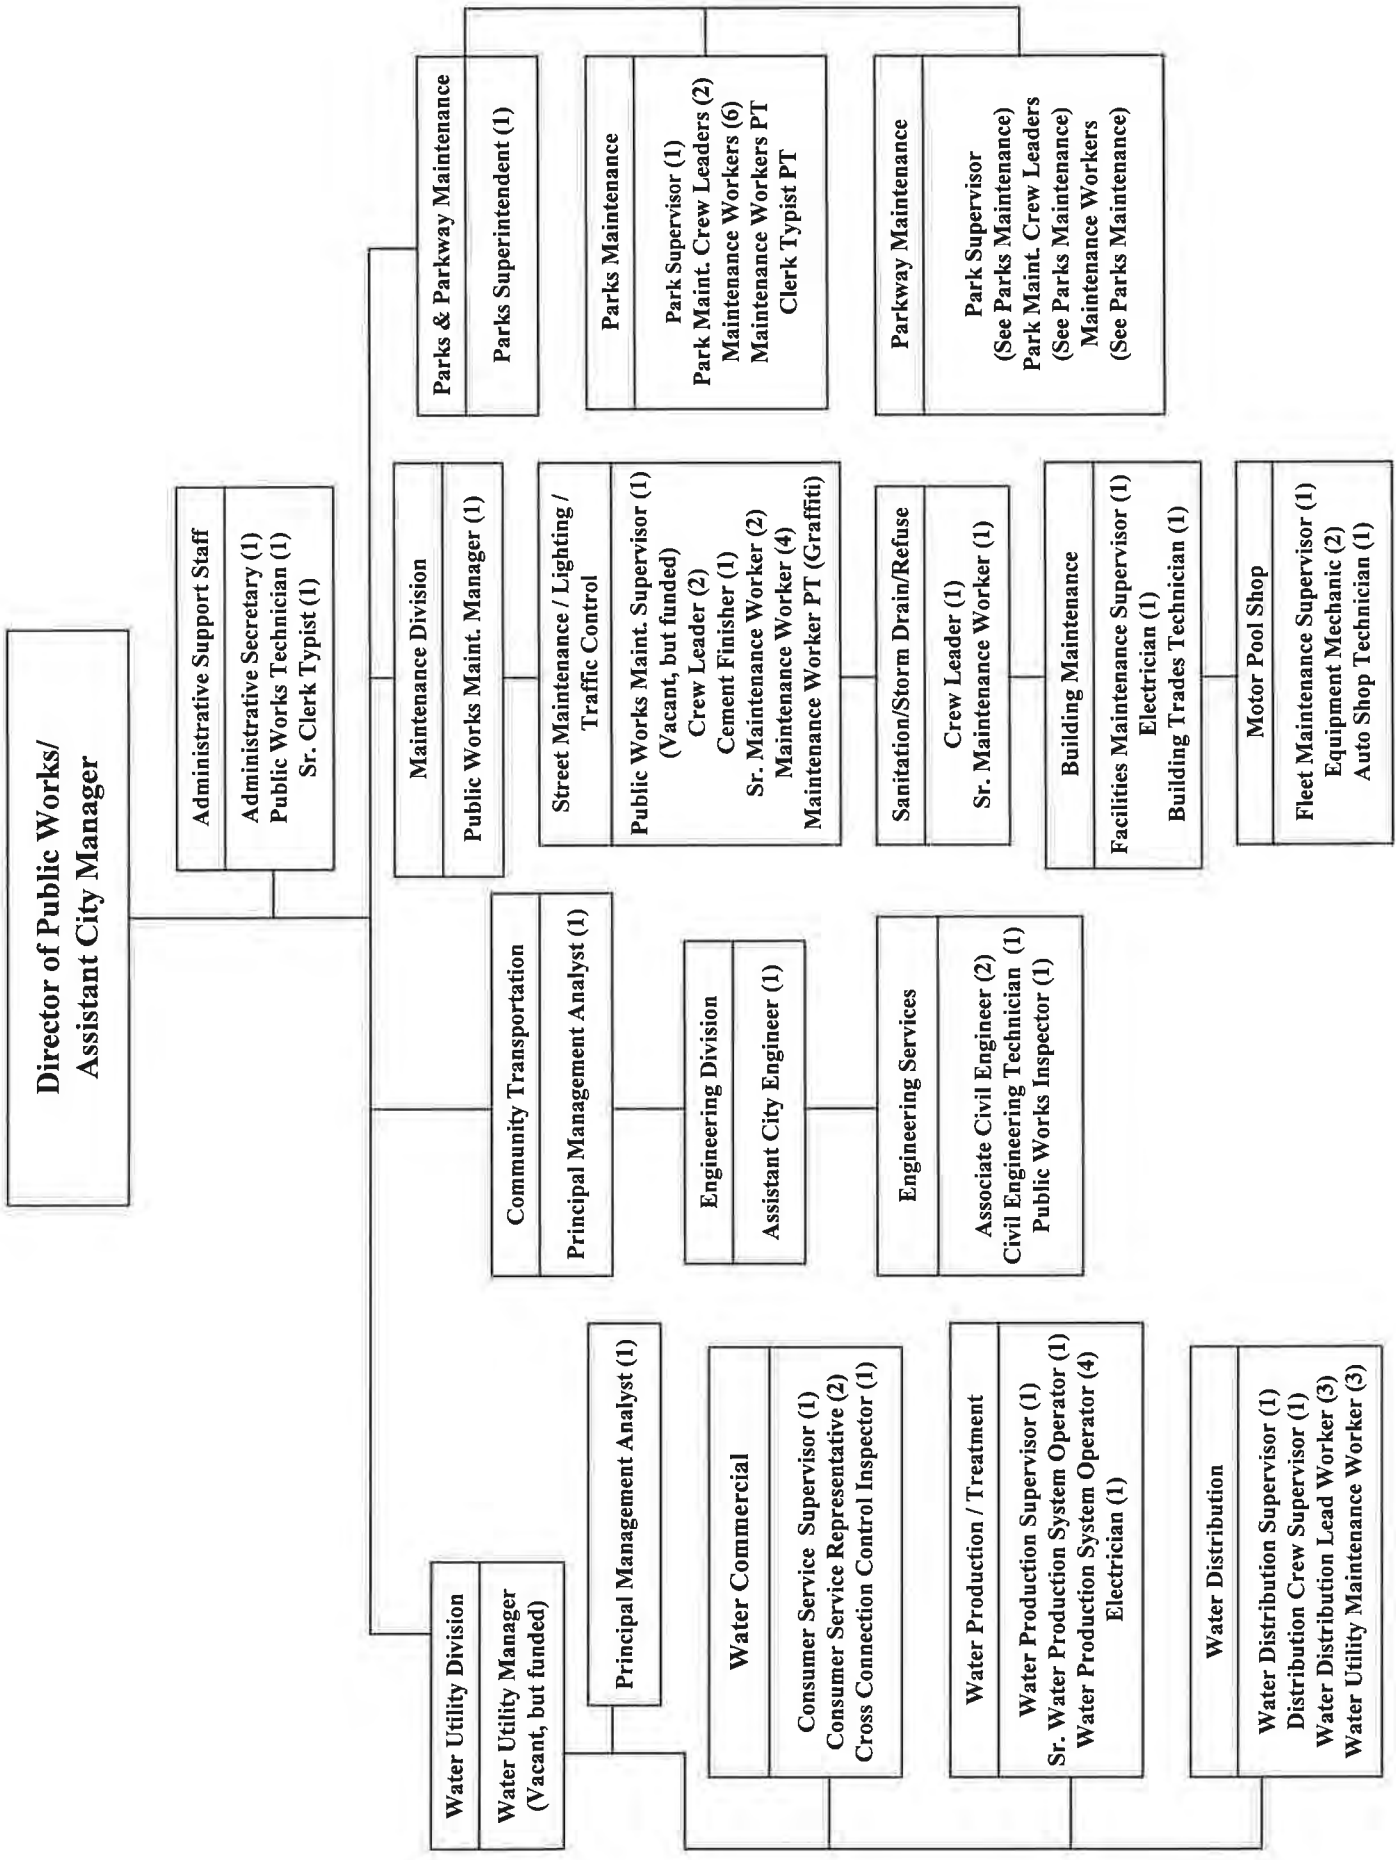 Director of Public Works/
Assistant City Manager
Administrative Support Staff
Administrative Secretary (1)
Public Works Technician (1)
Sr. Clerk Typist (1)
Water Utility Division
Water Utility Manager
(Vacant, but funded)
Principal Management Analyst (1)
Water Commercial
Consumer Service Supervisor (1)
Consumer Service Representative (2)
Cross Connection Control Inspector (1)
Water Production / Treatment
Water Production Supervisor (1)
Sr. Water Production System Operator (1)
Water Production System Operator (4)
Electrician (1)
Water Distribution
Water Distribution Supervisor (1)
Distribution Crew Supervisor (1)
Water Distribution Lead Worker (3)
Water Utility Maintenance Worker (3)
Community Transportation
Principal Management Analyst (1)
Engineering Division
Assistant City Engineer (1)
Engineering Services
Associate Civil Engineer (2)
Civil Engineering Technician (1)
Public Works Inspector (1)
Maintenance Division
Public Works Maint. Manager (1)
Street Maintenance / Lighting /
Traffic Control
Public Works Maint. Supervisor (1)
(Vacant, but funded)
Crew Leader (2)
Cement Finisher (1)
Sr. Maintenance Worker (2)
Maintenance Worker (4)
Maintenance Worker PT (Graffiti)
Sanitation/Storm Drain/Refuse
Crew Leader (1)
Sr. Maintenance Worker (1)
Building Maintenance
Facilities Maintenance Supervisor (1)
Electrician (1)
Building Trades Technician (1)
Motor Pool Shop
Fleet Maintenance Supervisor (1)
Equipment Mechanic (2)
Auto Shop Technician (1)
Parks & Parkway Maintenance
Parks Superintendent (1)
Parks Maintenance
Park Supervisor (1)
Park Maint. Crew Leaders (2)
Maintenance Workers (6)
Maintenance Workers PT
Clerk Typist PT
Parkway Maintenance
Park Supervisor
(See Parks Maintenance)
Park Maint. Crew Leaders
(See Parks Maintenance)
Maintenance Workers
(See Parks Maintenance)